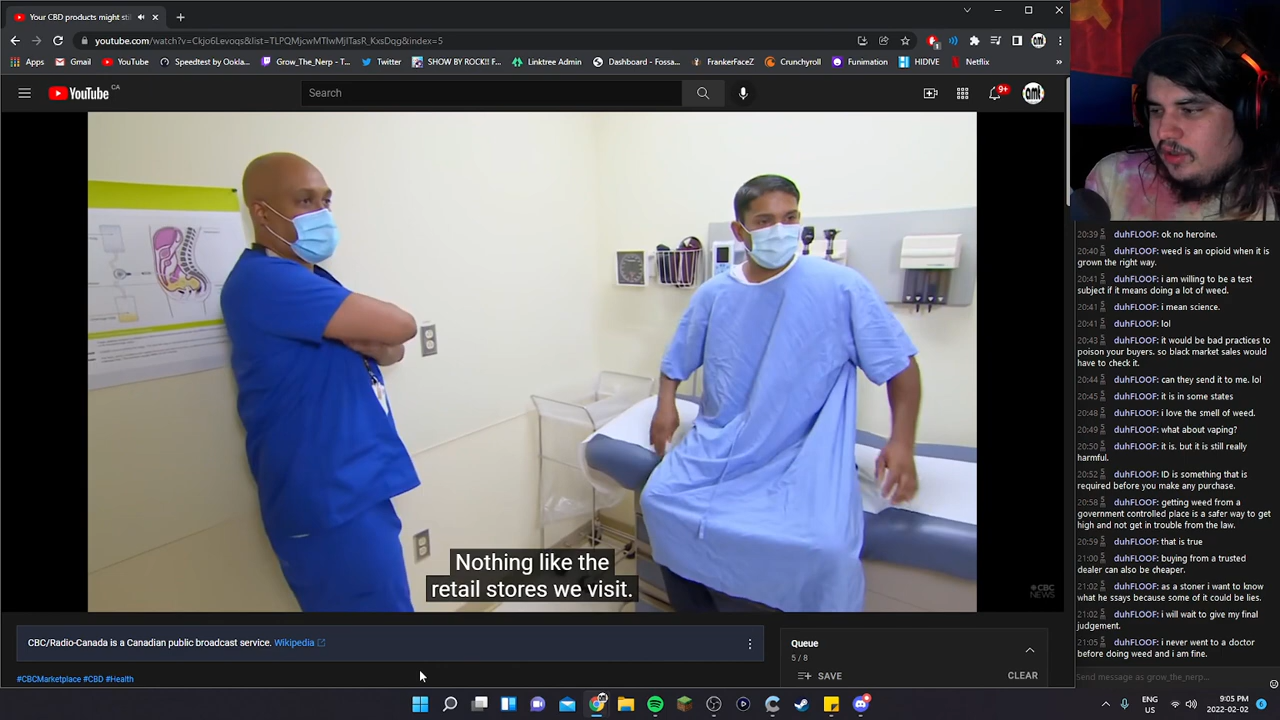 Your CBD products might sti
youtube.com/watch?v=Ckjo6Levoqs&list=TLPQMjcwMTIwMjITasR_KxsDqg&index=5
Apps
Gmail
YouTube
Speedtest by Ookla...
Grow_The_Nerp - T...
Twitter
SHOW BY ROCK!! F...
Linktree Admin
Dashboard - Fossa...
FrankerFaceZ
Crunchyroll
Funimation
HIDIVE
Netflix
YouTube CA
Search
9+
amt
Nothing like the
retail stores we visit.
CBC
NEWS
CBC/Radio-Canada is a Canadian public broadcast service. Wikipedia
#CBCMarketplace #CBD #Health
Queue
5 / 8
SAVE
CLEAR
20:39 duhFLOOF: ok no heroine.
20:40 duhFLOOF: weed is an opioid when it is
grown the right way.
20:41 duhFLOOF: i am willing to be a test
subject if it means doing a lot of weed.
20:41 duhFLOOF: i mean science.
20:41 duhFLOOF: lol
20:43 duhFLOOF: it would be bad practices to
poison your buyers. so black market sales would
have to check it.
20:44 duhFLOOF: can they send it to me. lol
20:45 duhFLOOF: it is in some states
20:48 duhFLOOF: i love the smell of weed.
20:49 duhFLOOF: what about vaping?
20:50 duhFLOOF: it is. but it is still really
harmful.
20:52 duhFLOOF: ID is something that is
required before you make any purchase.
20:58 duhFLOOF: getting weed from a
government controlled place is a safer way to get
high and not get in trouble from the law.
20:59 duhFLOOF: that is true
21:00 duhFLOOF: buying from a trusted
dealer can also be cheaper.
21:02 duhFLOOF: as a stoner i want to know
what he ssays because some of it could be lies.
21:02 duhFLOOF: i will wait to give my final
judgement.
21:05 duhFLOOF: i never went to a doctor
before doing weed and i am fine.
Send message as grow_the_nerp...
ENG
US
9:05 PM
2022-02-02
6